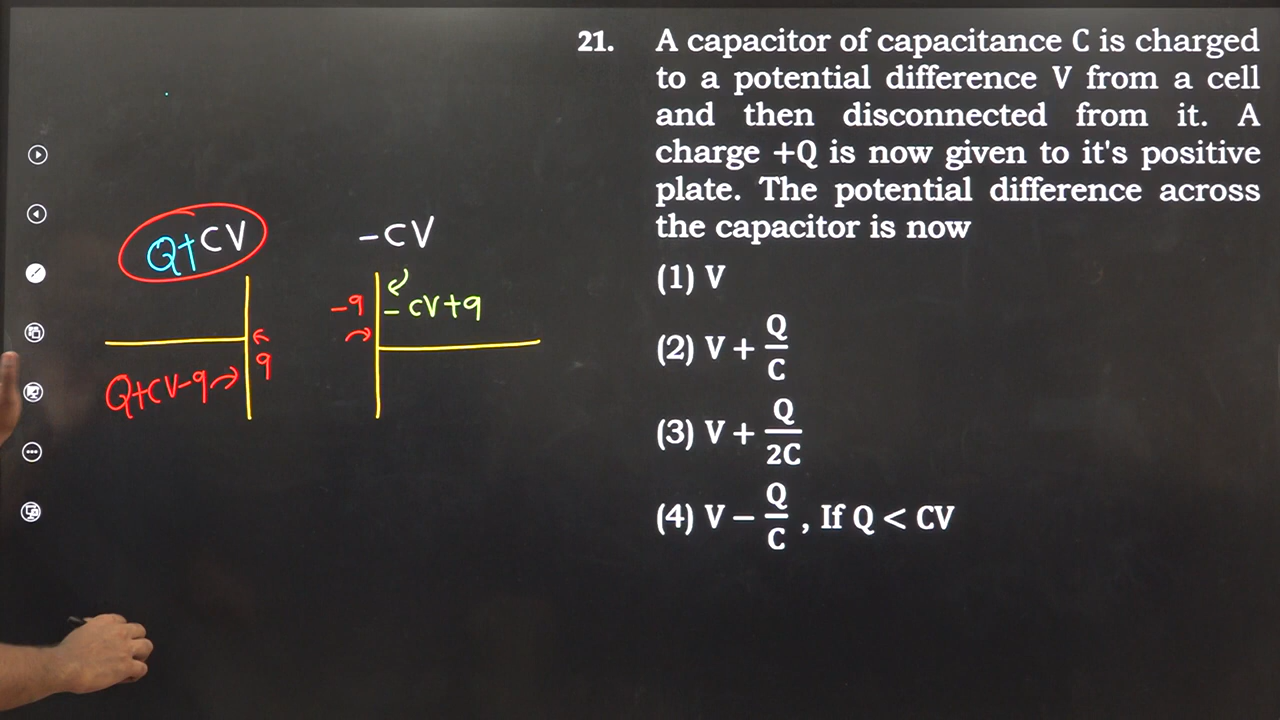 21. A capacitor of capacitance C is charged
to a potential difference V from a cell
and then disconnected from it. A
charge +Q is now given to it's positive
plate. The potential difference across
the capacitor is now
(1) V
(2) V + Q/C
(3) V + Q/2C
(4) V − Q/C , If Q < CV
Q+CV
-CV
-q
-CV+q
q
Q+CV-q